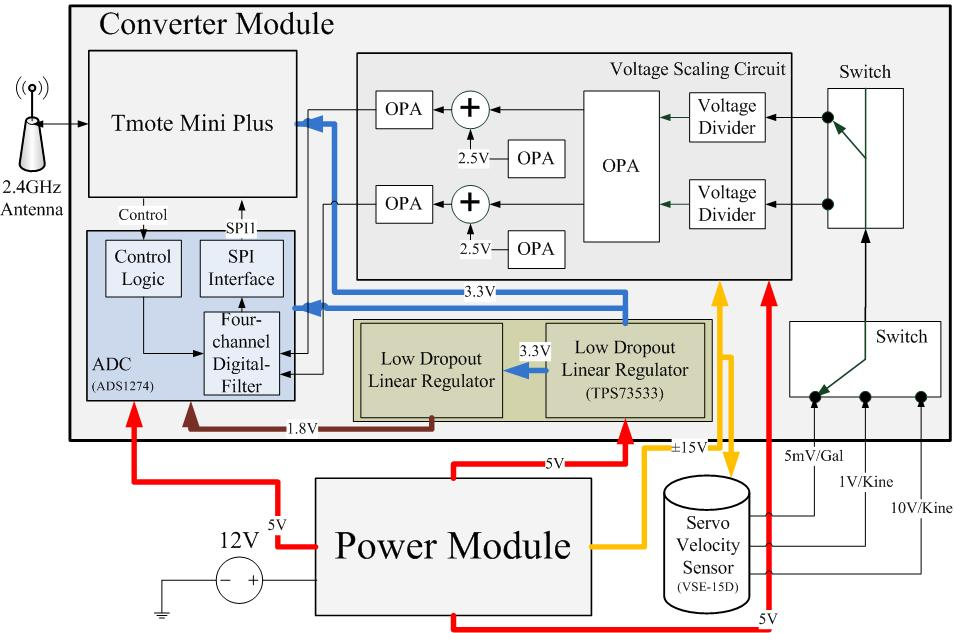 Converter Module
Tmote Mini Plus
2.4GHz
Antenna
Control
SPI1
Control
Logic
SPI
Interface
Four-
channel
Digital-
Filter
ADC
(ADS1274)
Voltage Scaling Circuit
OPA
+
2.5V
OPA
OPA
+
2.5V
OPA
OPA
Voltage
Divider
Voltage
Divider
Switch
Switch
3.3V
Low Dropout
Linear Regulator
3.3V
Low Dropout
Linear Regulator
(TPS73533)
1.8V
5V
±15V
5mV/Gal
1V/Kine
10V/Kine
5V
12V
− +
Power Module
Servo
Velocity
Sensor
(VSE-15D)
5V